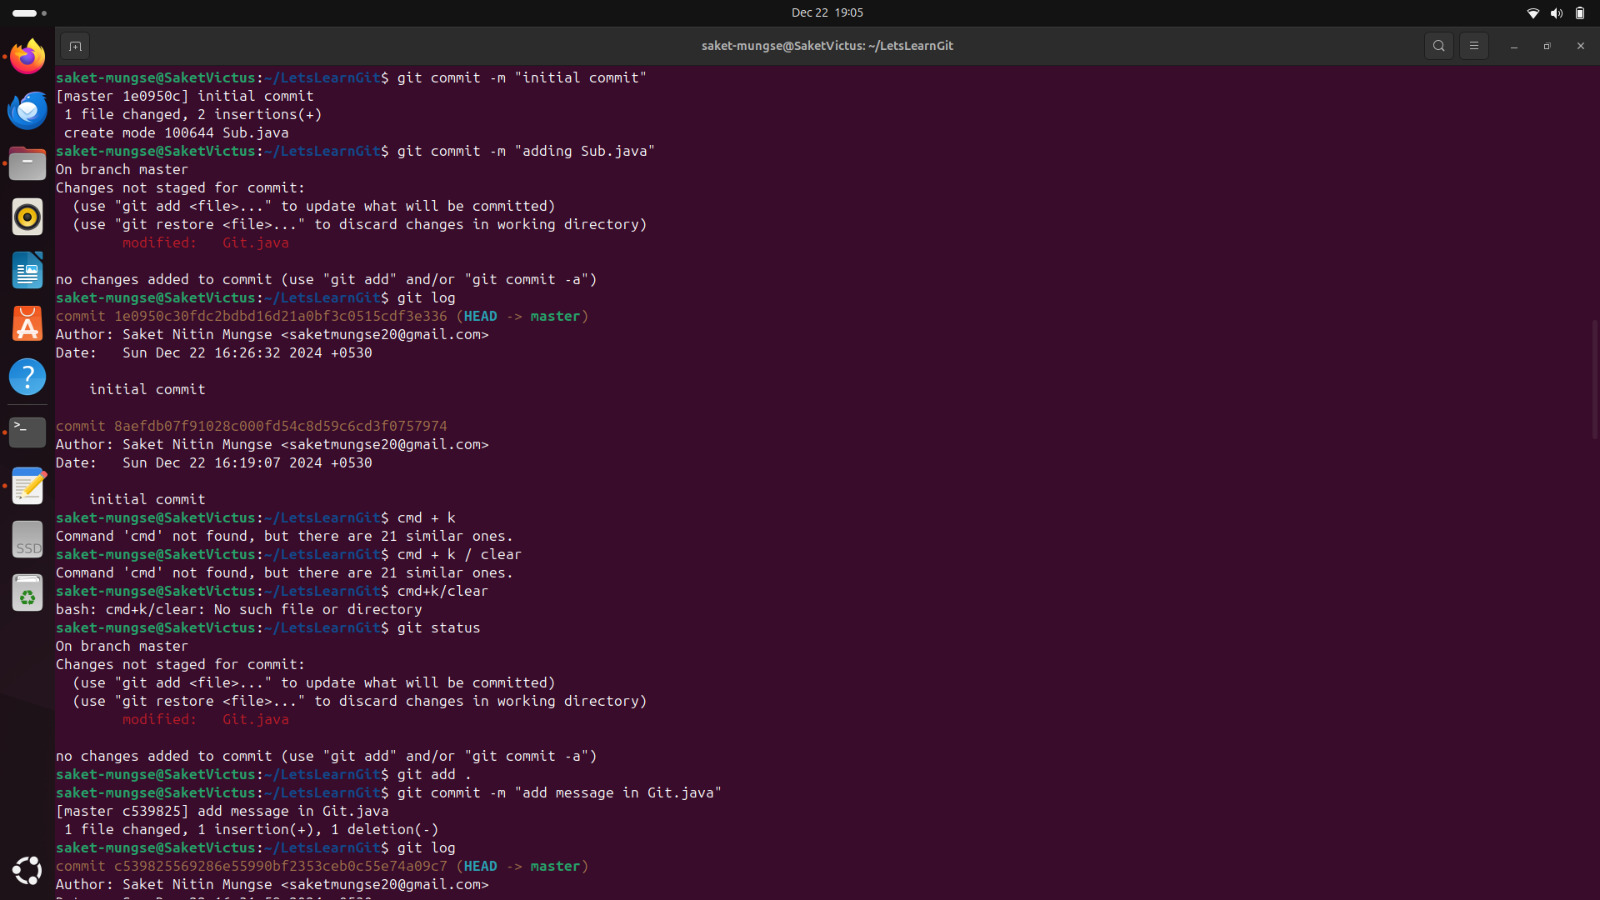 Dec 22 19:05
saket-mungse@SaketVictus: ~/LetsLearnGit
saket-mungse@SaketVictus:~/LetsLearnGit$ git commit -m "initial commit"
[master 1e0950c] initial commit
1 file changed, 2 insertions(+)
create mode 100644 Sub.java
saket-mungse@SaketVictus:~/LetsLearnGit$ git commit -m "adding Sub.java"
On branch master
Changes not staged for commit:
(use "git add <file>..." to update what will be committed)
(use "git restore <file>..." to discard changes in working directory)
modified: Git.java
no changes added to commit (use "git add" and/or "git commit -a")
saket-mungse@SaketVictus:~/LetsLearnGit$ git log
commit 1e0950c30fdc2bdbd16d21a0bf3c0515cdf3e336 (HEAD -> master)
Author: Saket Nitin Mungse <saketmungse20@gmail.com>
Date: Sun Dec 22 16:26:32 2024 +0530
initial commit
commit 8aefdb07f91028c000fd54c8d59c6cd3f0757974
Author: Saket Nitin Mungse <saketmungse20@gmail.com>
Date: Sun Dec 22 16:19:07 2024 +0530
initial commit
saket-mungse@SaketVictus:~/LetsLearnGit$ cmd + k
Command 'cmd' not found, but there are 21 similar ones.
saket-mungse@SaketVictus:~/LetsLearnGit$ cmd + k / clear
Command 'cmd' not found, but there are 21 similar ones.
saket-mungse@SaketVictus:~/LetsLearnGit$ cmd+k/clear
bash: cmd+k/clear: No such file or directory
saket-mungse@SaketVictus:~/LetsLearnGit$ git status
On branch master
Changes not staged for commit:
(use "git add <file>..." to update what will be committed)
(use "git restore <file>..." to discard changes in working directory)
modified: Git.java
no changes added to commit (use "git add" and/or "git commit -a")
saket-mungse@SaketVictus:~/LetsLearnGit$ git add .
saket-mungse@SaketVictus:~/LetsLearnGit$ git commit -m "add message in Git.java"
[master c539825] add message in Git.java
1 file changed, 1 insertion(+), 1 deletion(-)
saket-mungse@SaketVictus:~/LetsLearnGit$ git log
commit c539825569286e55990bf2353ceb0c55e74a09c7 (HEAD -> master)
Author: Saket Nitin Mungse <saketmungse20@gmail.com>
SSD